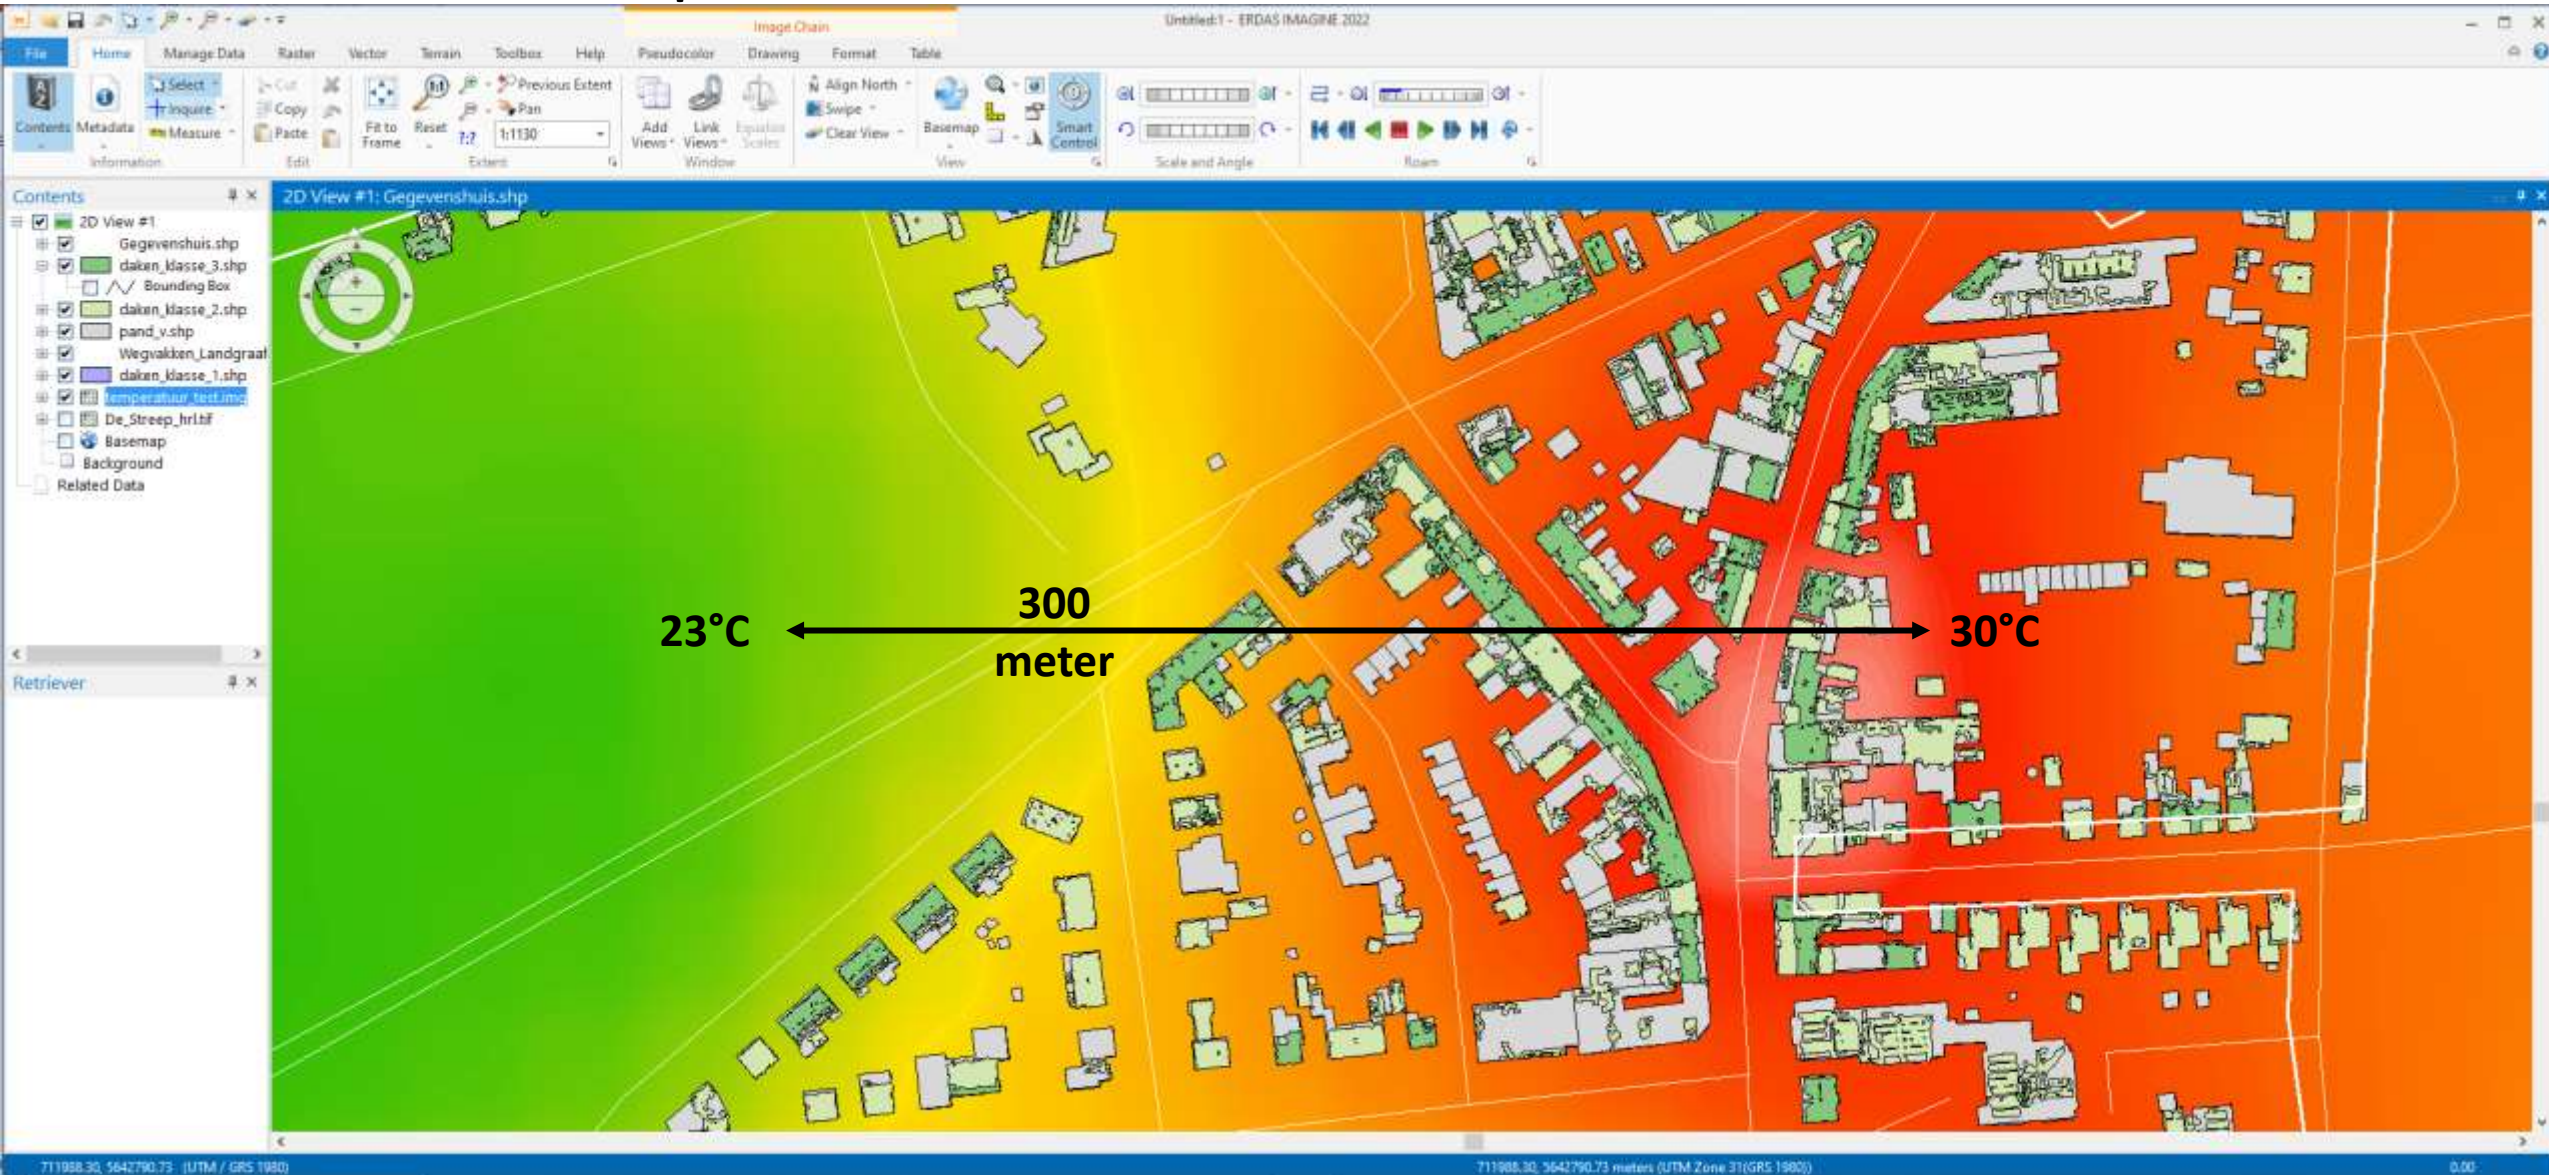 Image Chain
Untitled:1 - ERDAS IMAGINE 2022
File Home Manage Data Raster Vector Terrain Toolbox Help Pseudocolor Drawing Format Table
Contents
Metadata
Select
Inquire
Measure
Information
Cut
Copy
Paste
Edit
Fit to
Frame
Reset
Previous Extent
Pan
1:1130
Extent
Add
Views
Link
Views
Equalize
Scales
Window
Align North
Swipe
Clear View
Basemap
Smart
Control
View
Scale and Angle
Roam
Contents
2D View #1: Gegevenshuis.shp
2D View #1
Gegevenshuis.shp
daken_klasse_3.shp
Bounding Box
daken_klasse_2.shp
pand_v.shp
Wegvakken_Landgraaf
daken_klasse_1.shp
temperatuur_test.img
De_Streep_hrl.tif
Basemap
Background
Related Data
Retriever
23°C
300
meter
30°C
711988.30, 5642790.73 (UTM / GRS 1980)
711988.30, 5642790.73 meters (UTM Zone 31(GRS 1980))
0.00